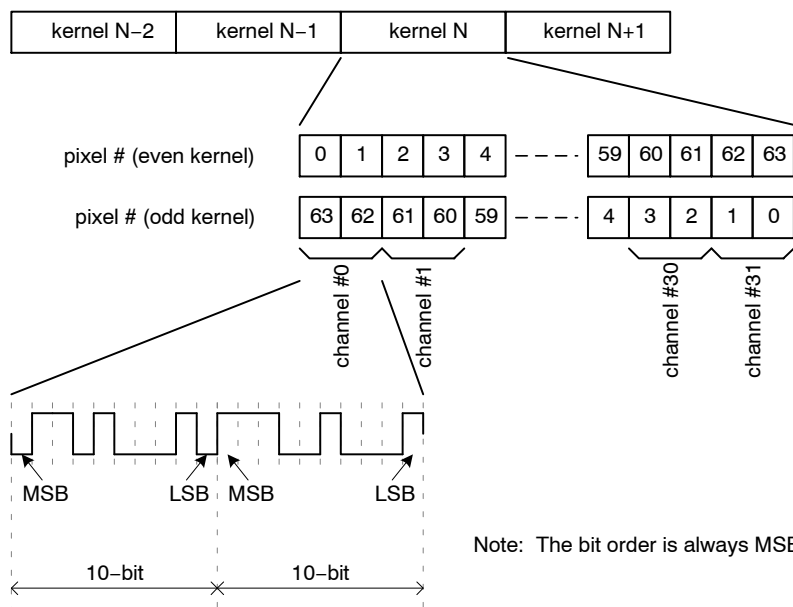 kernel N−2 kernel N−1 kernel N kernel N+1
pixel # (even kernel) 0 1 2 3 4 59 60 61 62 63
pixel # (odd kernel) 63 62 61 60 59 4 3 2 1 0
channel #0 channel #1 channel #30 channel #31
MSB LSB MSB LSB
Note: The bit order is always MSB
10−bit 10−bit